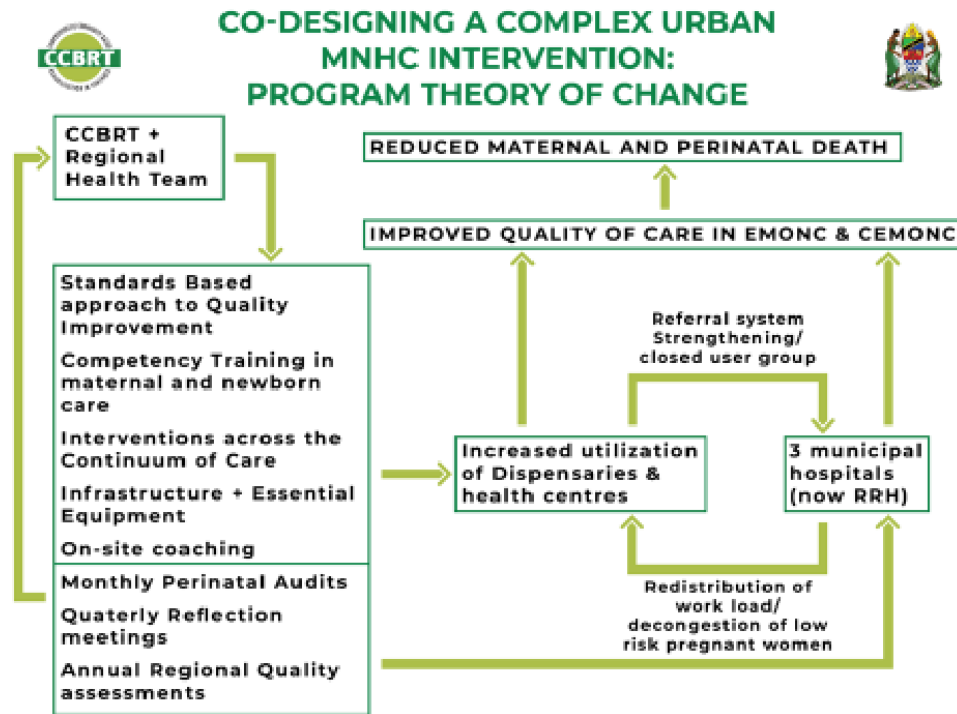 CO-DESIGNING A COMPLEX URBAN
MNHC INTERVENTION:
PROGRAM THEORY OF CHANGE
CCBRT
CCBRT +
Regional
Health Team
REDUCED MATERNAL AND PERINATAL DEATH
IMPROVED QUALITY OF CARE IN EMONC & CEMONC
Standards Based
approach to Quality
Improvement
Competency Training in
maternal and newborn
care
Interventions across the
Continuum of Care
Infrastructure + Essential
Equipment
On-site coaching
Monthly Perinatal Audits
Quaterly Reflection
meetings
Annual Regional Quality
assessments
Referral system
Strengthening/
closed user group
Increased utilization
of Dispensaries &
health centres
3 municipal
hospitals
(now RRH)
Redistribution of
work load/
decongestion of low
risk pregnant women